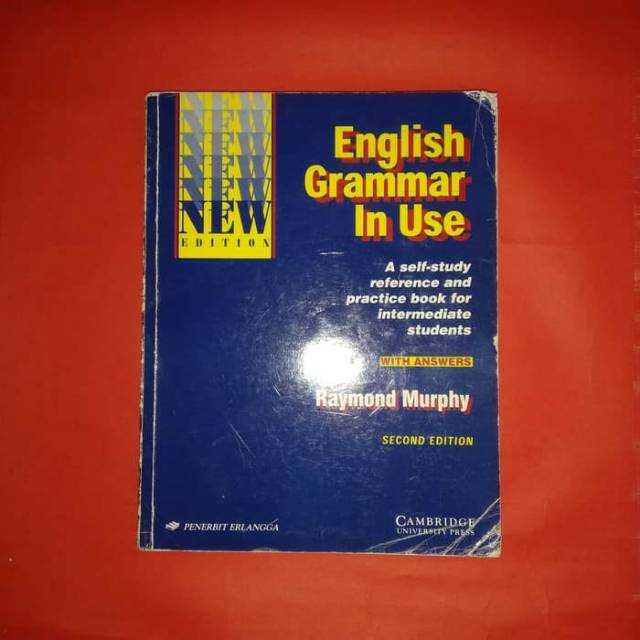 NEW
NEW
NEW
NEW
NEW
NEW
EDITION
English
Grammar
In Use
A self-study
reference and
practice book for
intermediate
students
WITH ANSWERS
Raymond Murphy
SECOND EDITION
PENERBIT ERLANGGA
CAMBRIDGE
UNIVERSITY PRESS